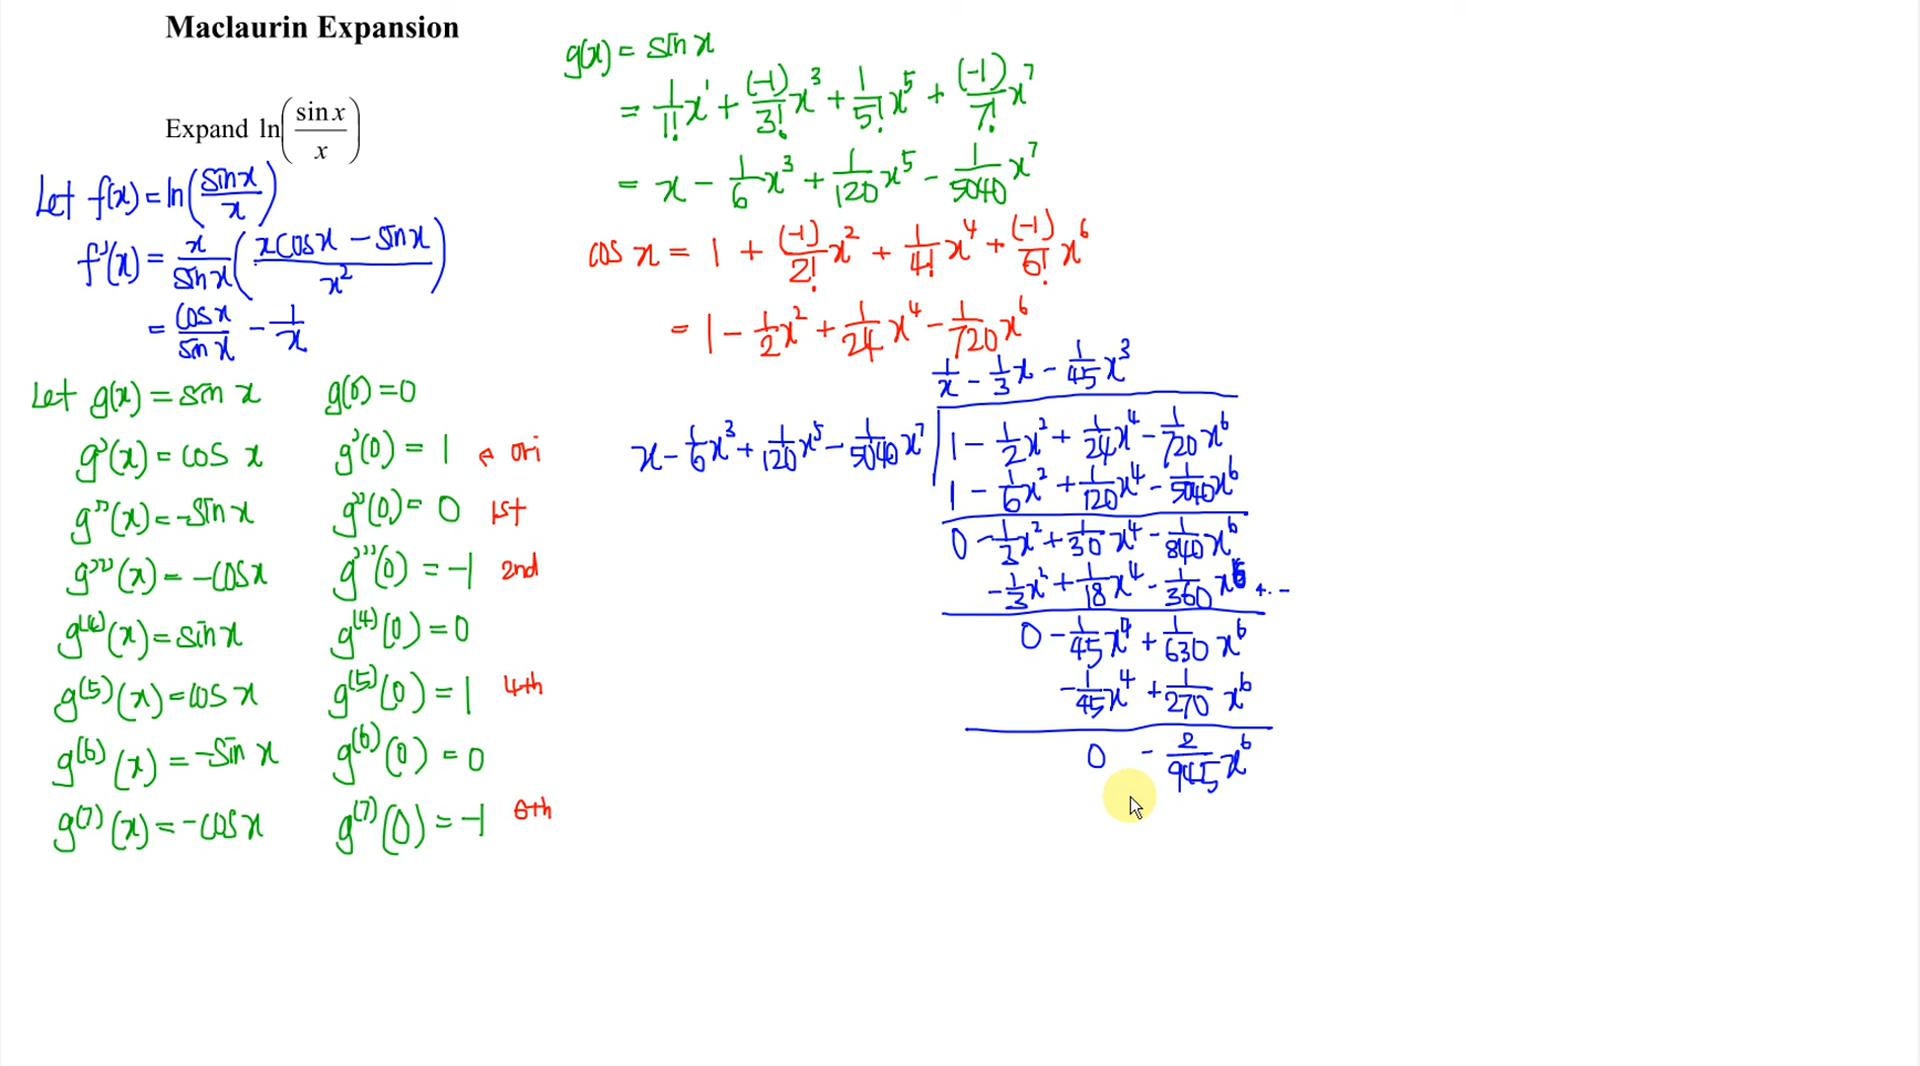 Maclaurin Expansion
Expand ln(sin x / x)
Let f(x) = ln(sin x / x)
f'(x) = x/sin x (x cos x − sin x / x²)
= cos x/sin x − 1/x
Let g(x) = sin x g(0) = 0
g'(x) = cos x g'(0) = 1 ori
g''(x) = −sin x g''(0) = 0 1st
g'''(x) = −cos x g'''(0) = −1 2nd
g⁽⁴⁾(x) = sin x g⁽⁴⁾(0) = 0
g⁽⁵⁾(x) = cos x g⁽⁵⁾(0) = 1 4th
g⁽⁶⁾(x) = −sin x g⁽⁶⁾(0) = 0
g⁽⁷⁾(x) = −cos x g⁽⁷⁾(0) = −1 6th
g(x) = sin x
= 1/1! x¹ + (−1)/3! x³ + 1/5! x⁵ + (−1)/7! x⁷
= x − 1/6 x³ + 1/120 x⁵ − 1/5040 x⁷
cos x = 1 + (−1)/2! x² + 1/4! x⁴ + (−1)/6! x⁶
= 1 − 1/2 x² + 1/24 x⁴ − 1/720 x⁶
1/x − 1/3 x − 1/45 x³
x − 1/6 x³ + 1/120 x⁵ − 1/5040 x⁷ 1 − 1/2 x² + 1/24 x⁴ − 1/720 x⁶
1 − 1/6 x² + 1/120 x⁴ − 1/5040 x⁶
0 − 1/3 x² + 1/30 x⁴ − 1/840 x⁶
− 1/3 x² + 1/18 x⁴ − 1/360 x⁶ + ...
0 − 1/45 x⁴ + 1/630 x⁶
− 1/45 x⁴ + 1/270 x⁶
0 − 2/945 x⁶